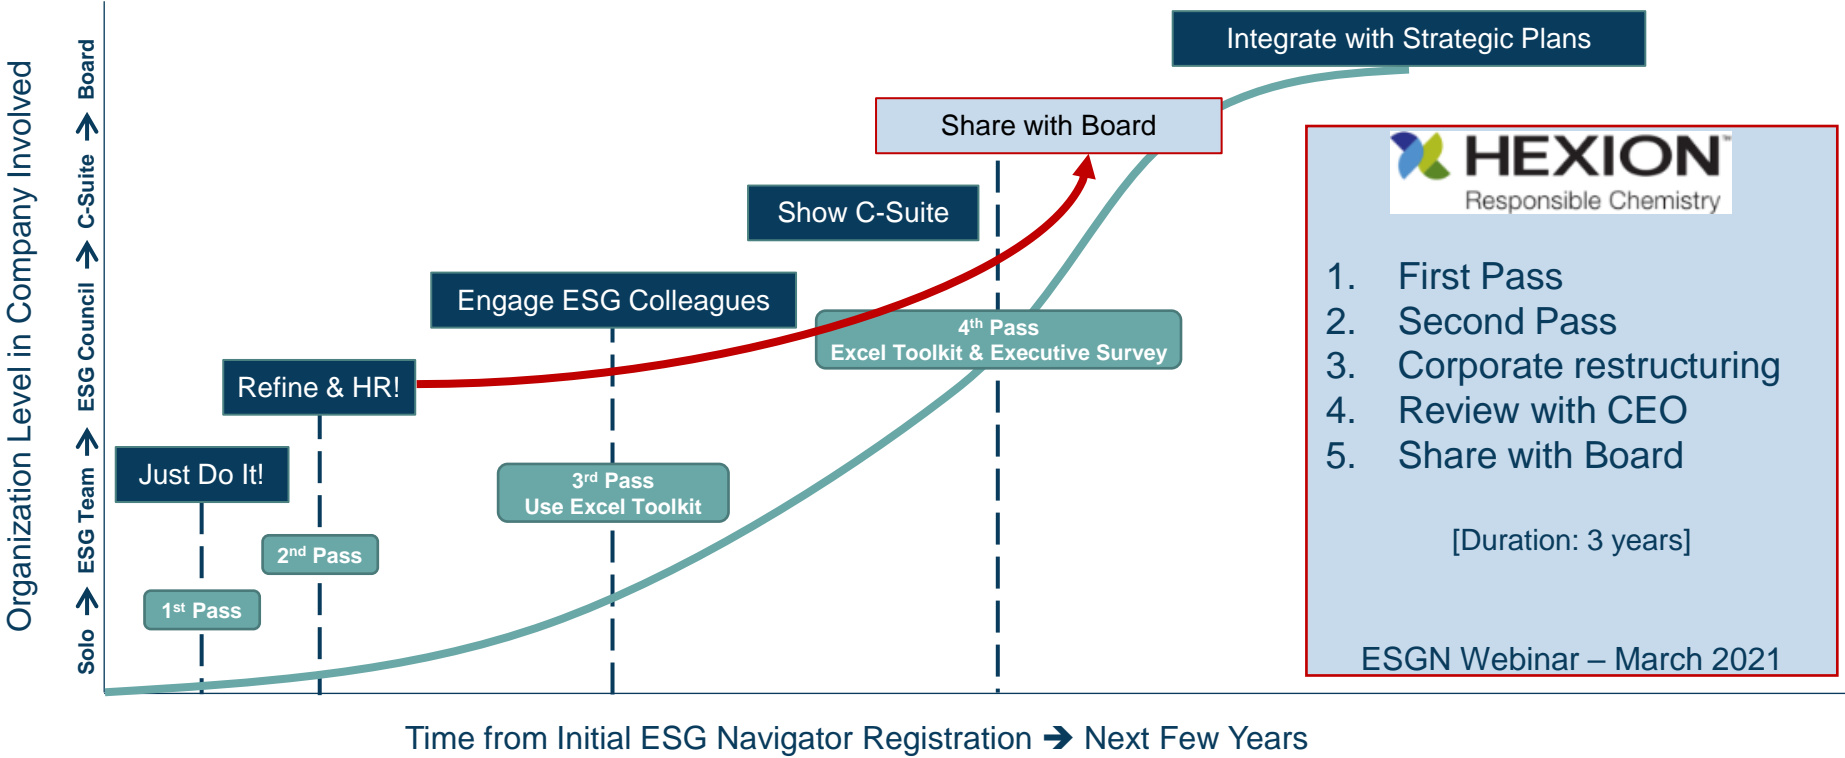 Integrate with Strategic Plans
Share with Board
Show C-Suite
Engage ESG Colleagues
Refine & HR!
Just Do It!
4th Pass
Excel Toolkit & Executive Survey
3rd Pass
Use Excel Toolkit
2nd Pass
1st Pass
Organization Level in Company Involved
Solo → ESG Team → ESG Council → C-Suite → Board
Time from Initial ESG Navigator Registration → Next Few Years
HEXION™
Responsible Chemistry
1. First Pass
2. Second Pass
3. Corporate restructuring
4. Review with CEO
5. Share with Board
[Duration: 3 years]
ESGN Webinar – March 2021